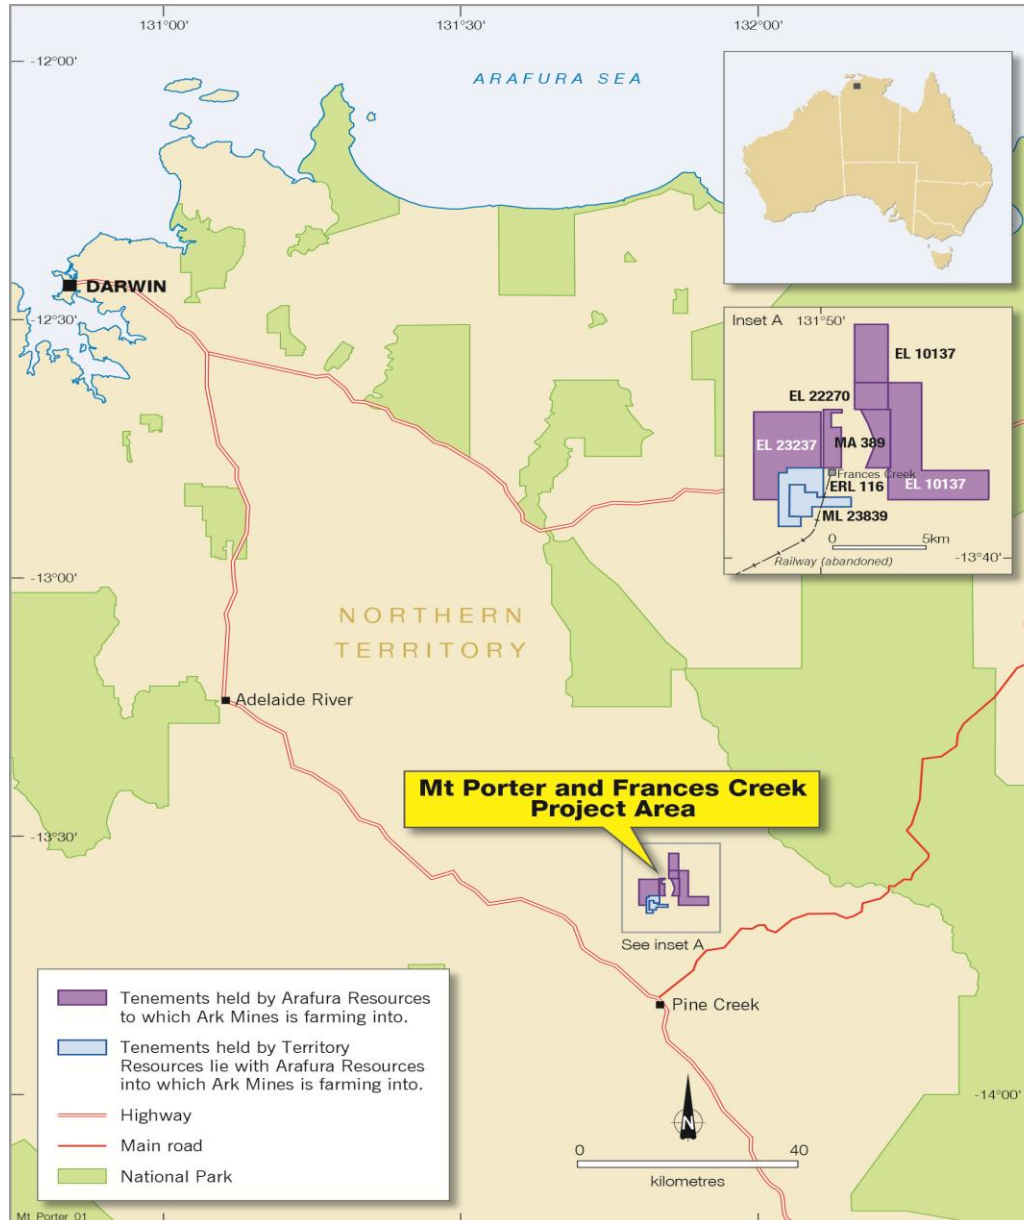 131°00'
131°30'
132°00'
-12°00'
ARAFURA SEA
DARWIN
-12°30'
Inset A
131°50'
EL 10137
EL 22270
EL 23237
MA 389
Frances Creek
ERL 116
EL 10137
ML 23839
0
5km
-13°40'
Railway (abandoned)
-13°00'
NORTHERN
TERRITORY
Adelaide River
Mt Porter and Frances Creek
Project Area
-13°30'
See inset A
Pine Creek
Tenements held by Arafura Resources
to which Ark Mines is farming into.
Tenements held by Territory
Resources lie with Arafura Resources
into which Ark Mines is farming into.
Highway
Main road
National Park
-14°00'
N
0
40
kilometres
Mt Porter 01